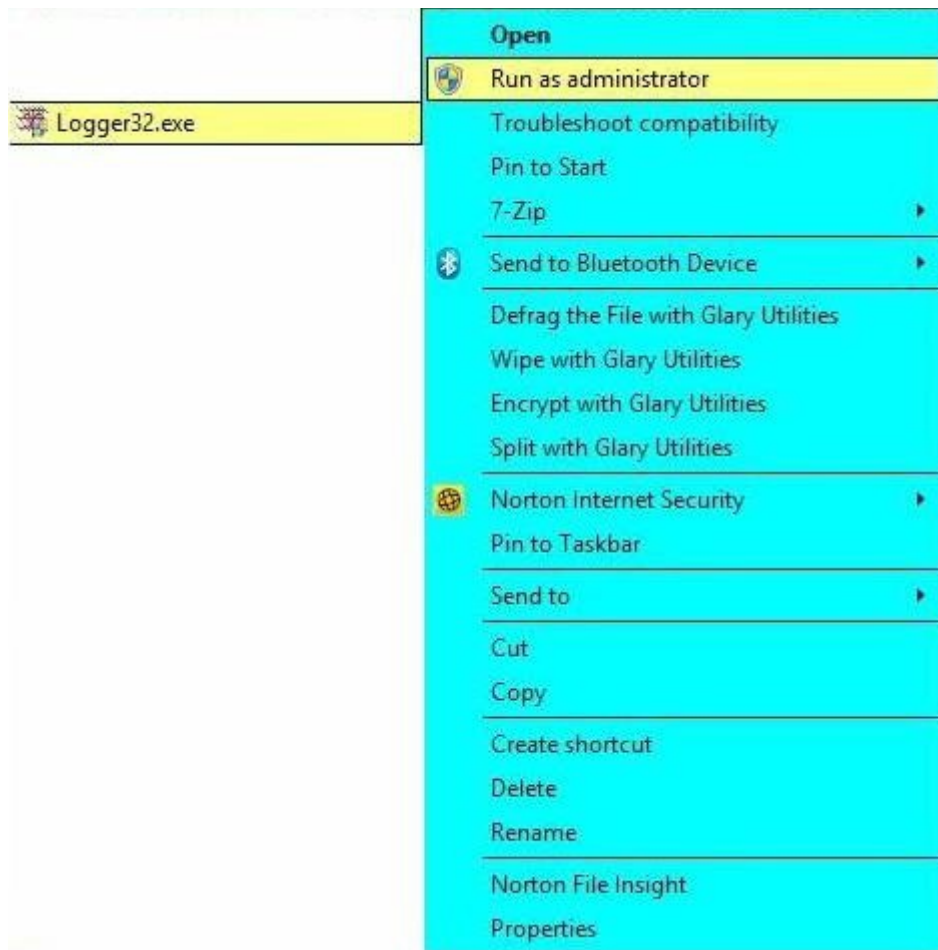 Open
Run as administrator
Logger32.exe
Troubleshoot compatibility
Pin to Start
7-Zip
Send to Bluetooth Device
Defrag the File with Glary Utilities
Wipe with Glary Utilities
Encrypt with Glary Utilities
Split with Glary Utilities
Norton Internet Security
Pin to Taskbar
Send to
Cut
Copy
Create shortcut
Delete
Rename
Norton File Insight
Properties